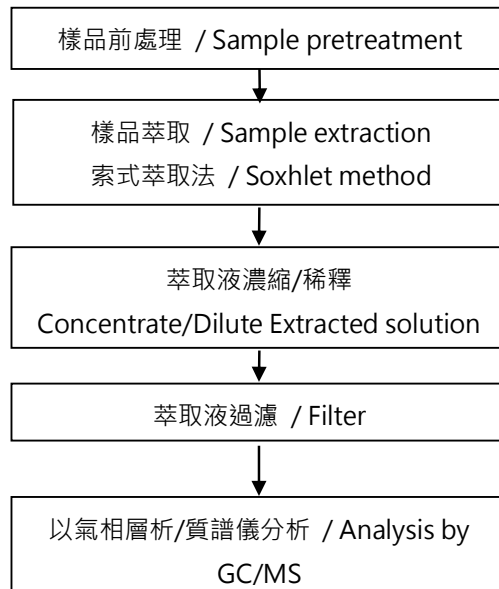 樣品前處理 / Sample pretreatment
樣品萃取 / Sample extraction
索式萃取法 / Soxhlet method
萃取液濃縮/稀釋
Concentrate/Dilute Extracted solution
萃取液過濾 / Filter
以氣相層析/質譜儀分析 / Analysis by
GC/MS